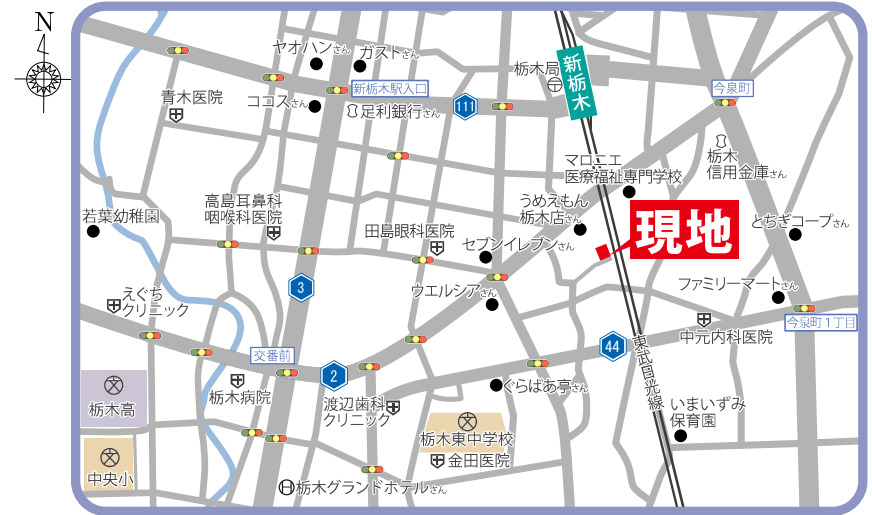 N
ヤオハンさん
ガストさん
栃木局
新栃木
新栃木駅入口
今泉町
青木医院
ココスさん
足利銀行さん
111
マロニエ
医療福祉専門学校
栃木
信用金庫さん
若葉幼稚園
高島耳鼻科
咽喉科医院
田島眼科医院
うめえもん
栃木店さん
セブンイレブンさん
現地
とちぎコープさん
えぐち
クリニック
3
ウエルシアさん
ファミリーマートさん
中元内科医院
今泉町1丁目
交番前
2
44
東武日光線
栃木高
栃木病院
渡辺歯科
クリニック
ぐらばあ亭さん
いまいずみ
保育園
栃木東中学校
金田医院
中央小
H栃木グランドホテルさん